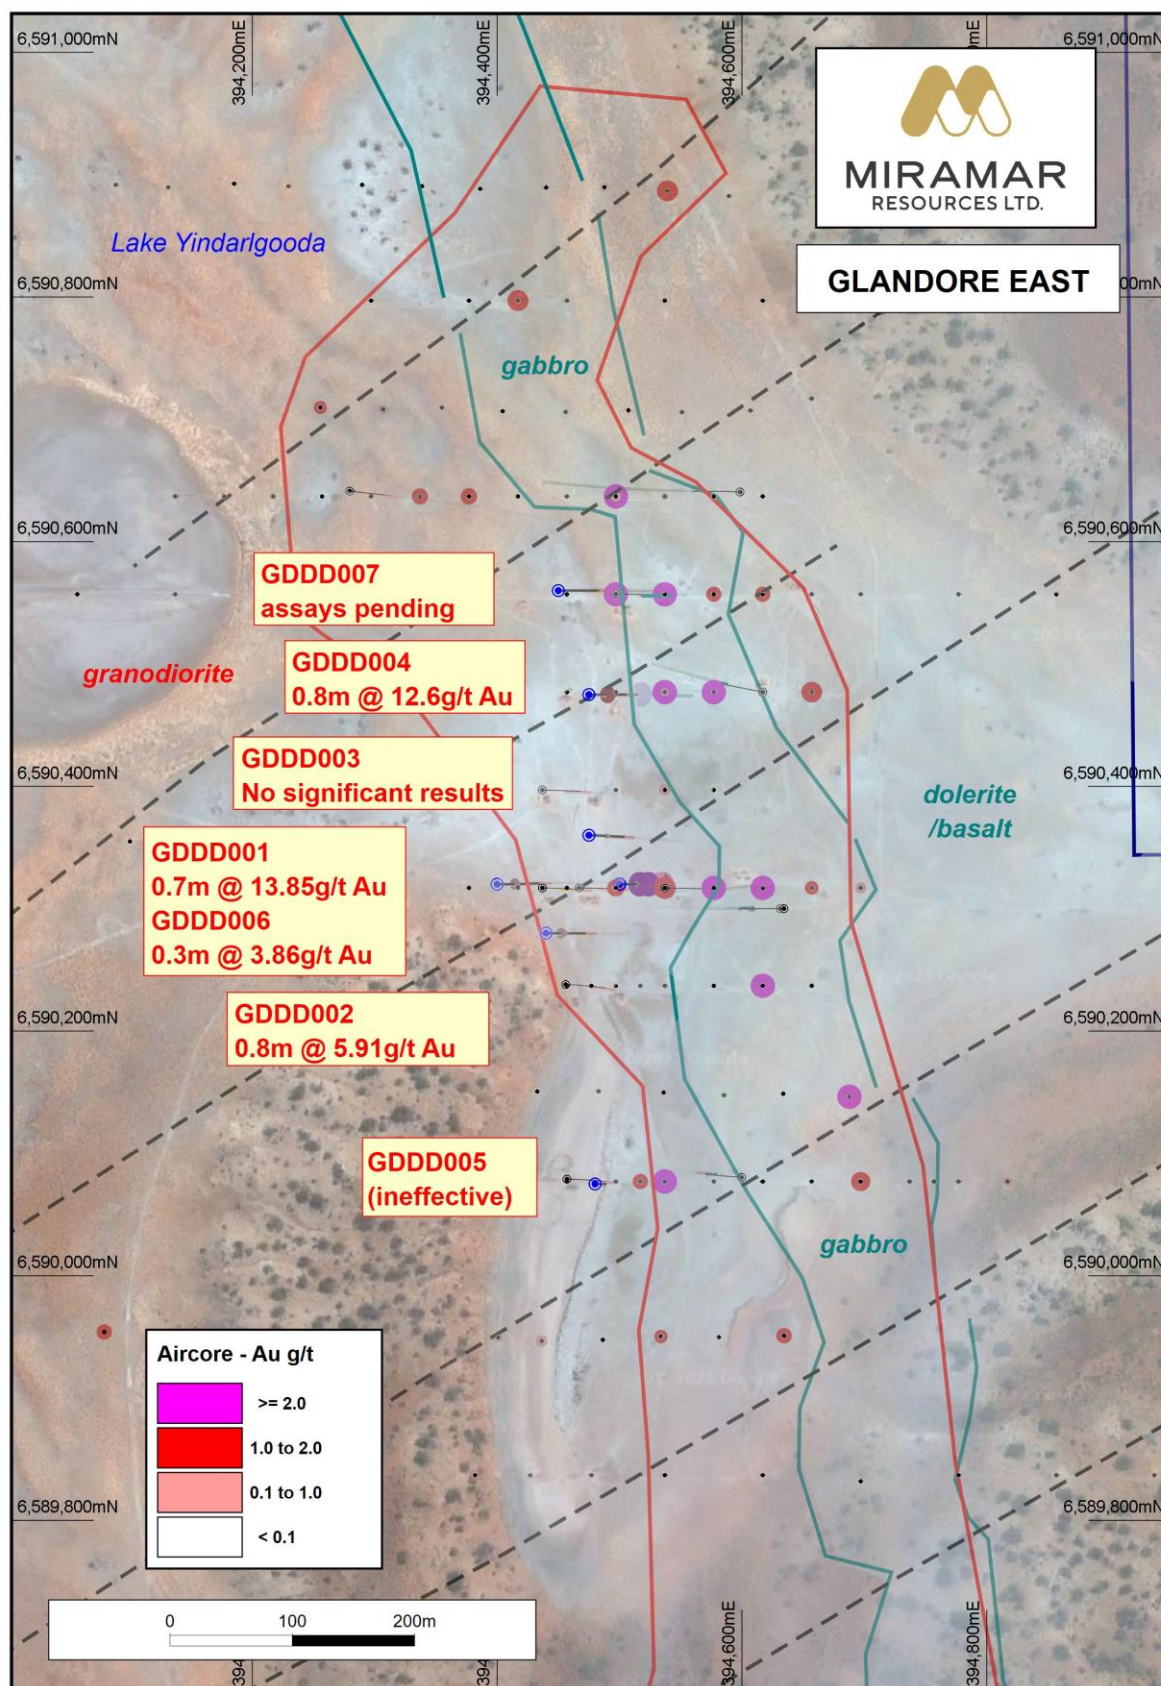 6,591,000mN
394,200mE
394,400mE
394,600mE
6,591,000mN
MIRAMAR
RESOURCES LTD.
Lake Yindarlgooda
GLANDORE EAST
6,590,800mN
gabbro
6,590,600mN
6,590,600mN
GDDD007
assays pending
granodiorite
GDDD004
0.8m @ 12.6g/t Au
GDDD003
No significant results
6,590,400mN
6,590,400mN
dolerite
/basalt
GDDD001
0.7m @ 13.85g/t Au
GDDD006
0.3m @ 3.86g/t Au
GDDD002
0.8m @ 5.91g/t Au
6,590,200mN
6,590,200mN
GDDD005
(ineffective)
gabbro
6,590,000mN
6,590,000mN
Aircore - Au g/t
>= 2.0
1.0 to 2.0
0.1 to 1.0
< 0.1
6,589,800mN
6,589,800mN
0 100 200m
394,600mE
394,800mE